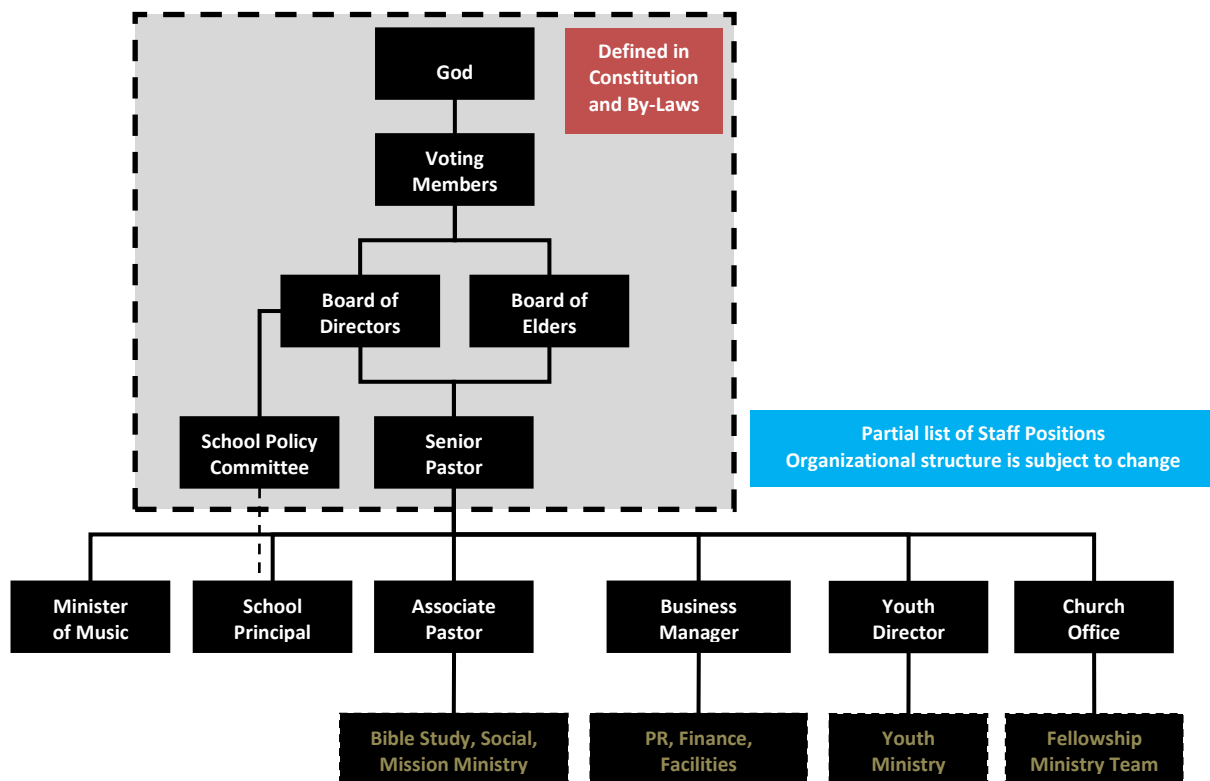 God
Defined in
Constitution
and By-Laws
Voting
Members
Board of
Directors
Board of
Elders
School Policy
Committee
Senior
Pastor
Partial list of Staff Positions
Organizational structure is subject to change
Minister
of Music
School
Principal
Associate
Pastor
Business
Manager
Youth
Director
Church
Office
Bible Study, Social,
Mission Ministry
PR, Finance,
Facilities
Youth
Ministry
Fellowship
Ministry Team